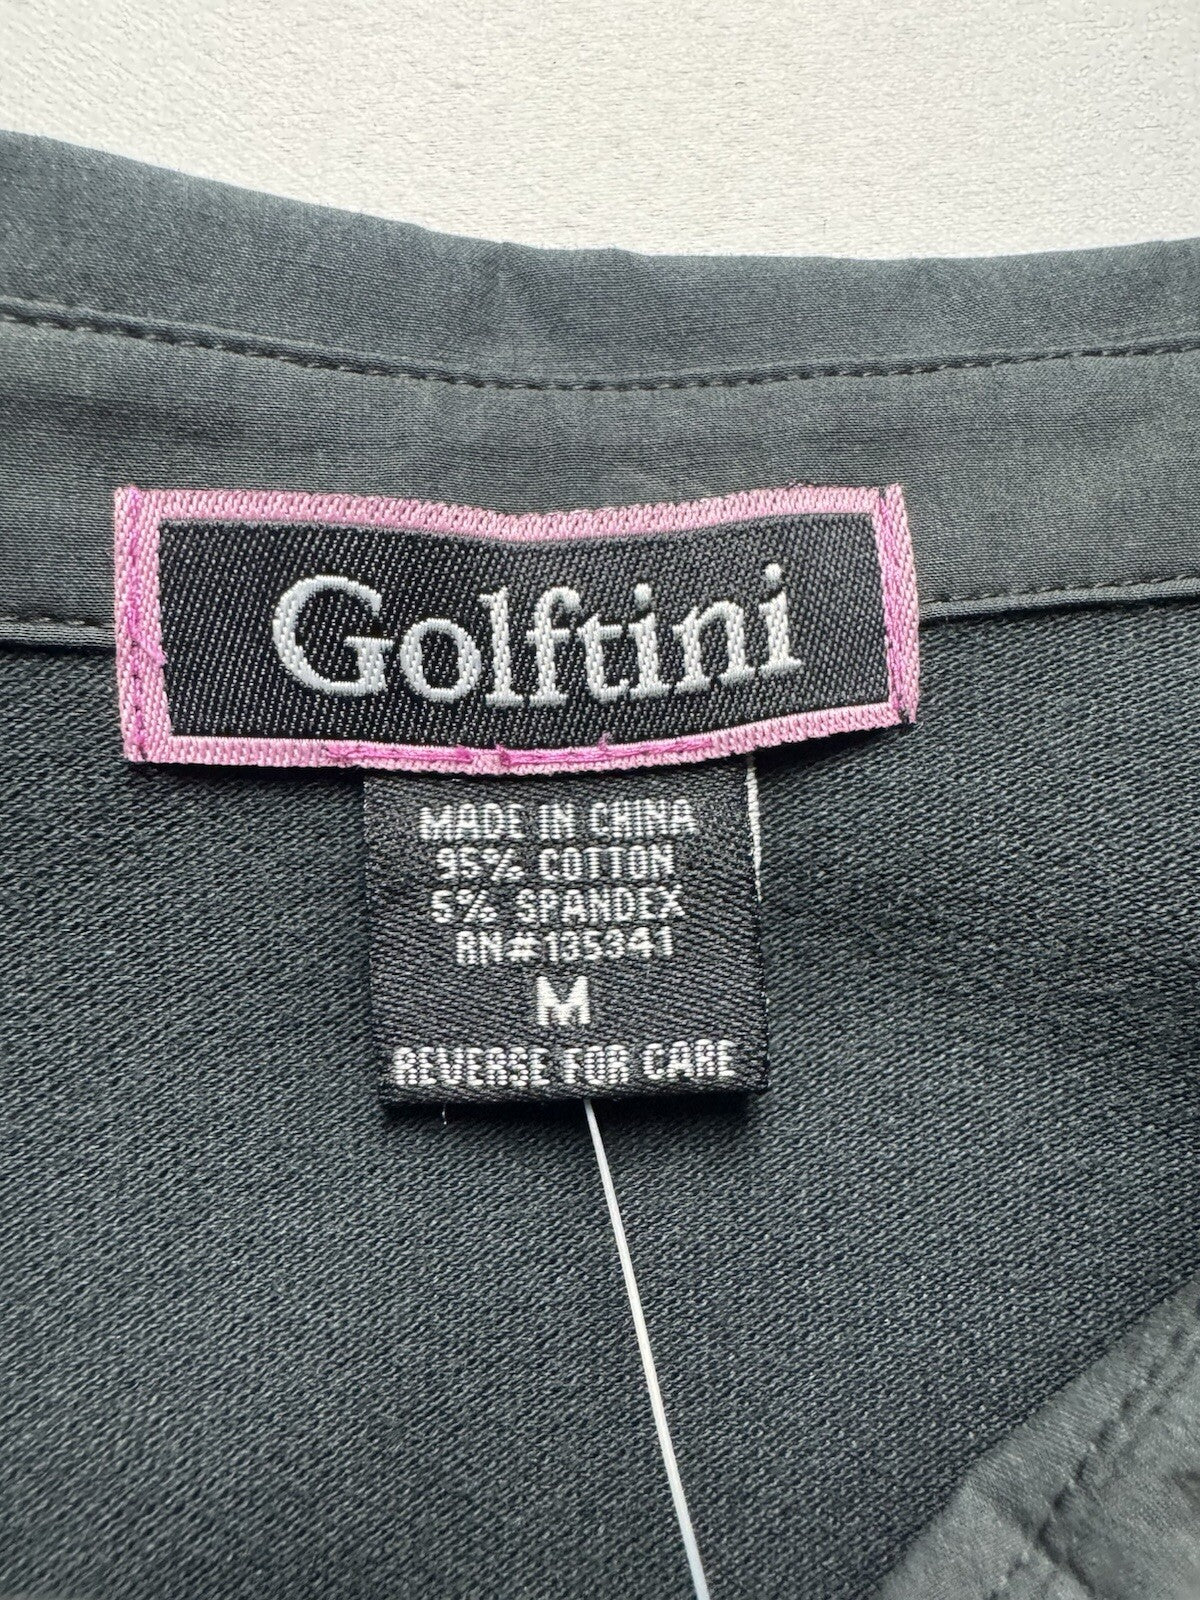 Golftini
MADE IN CHINA
95% COTTON
5% SPANDEX
RN#135341
M
REVERSE FOR CARE